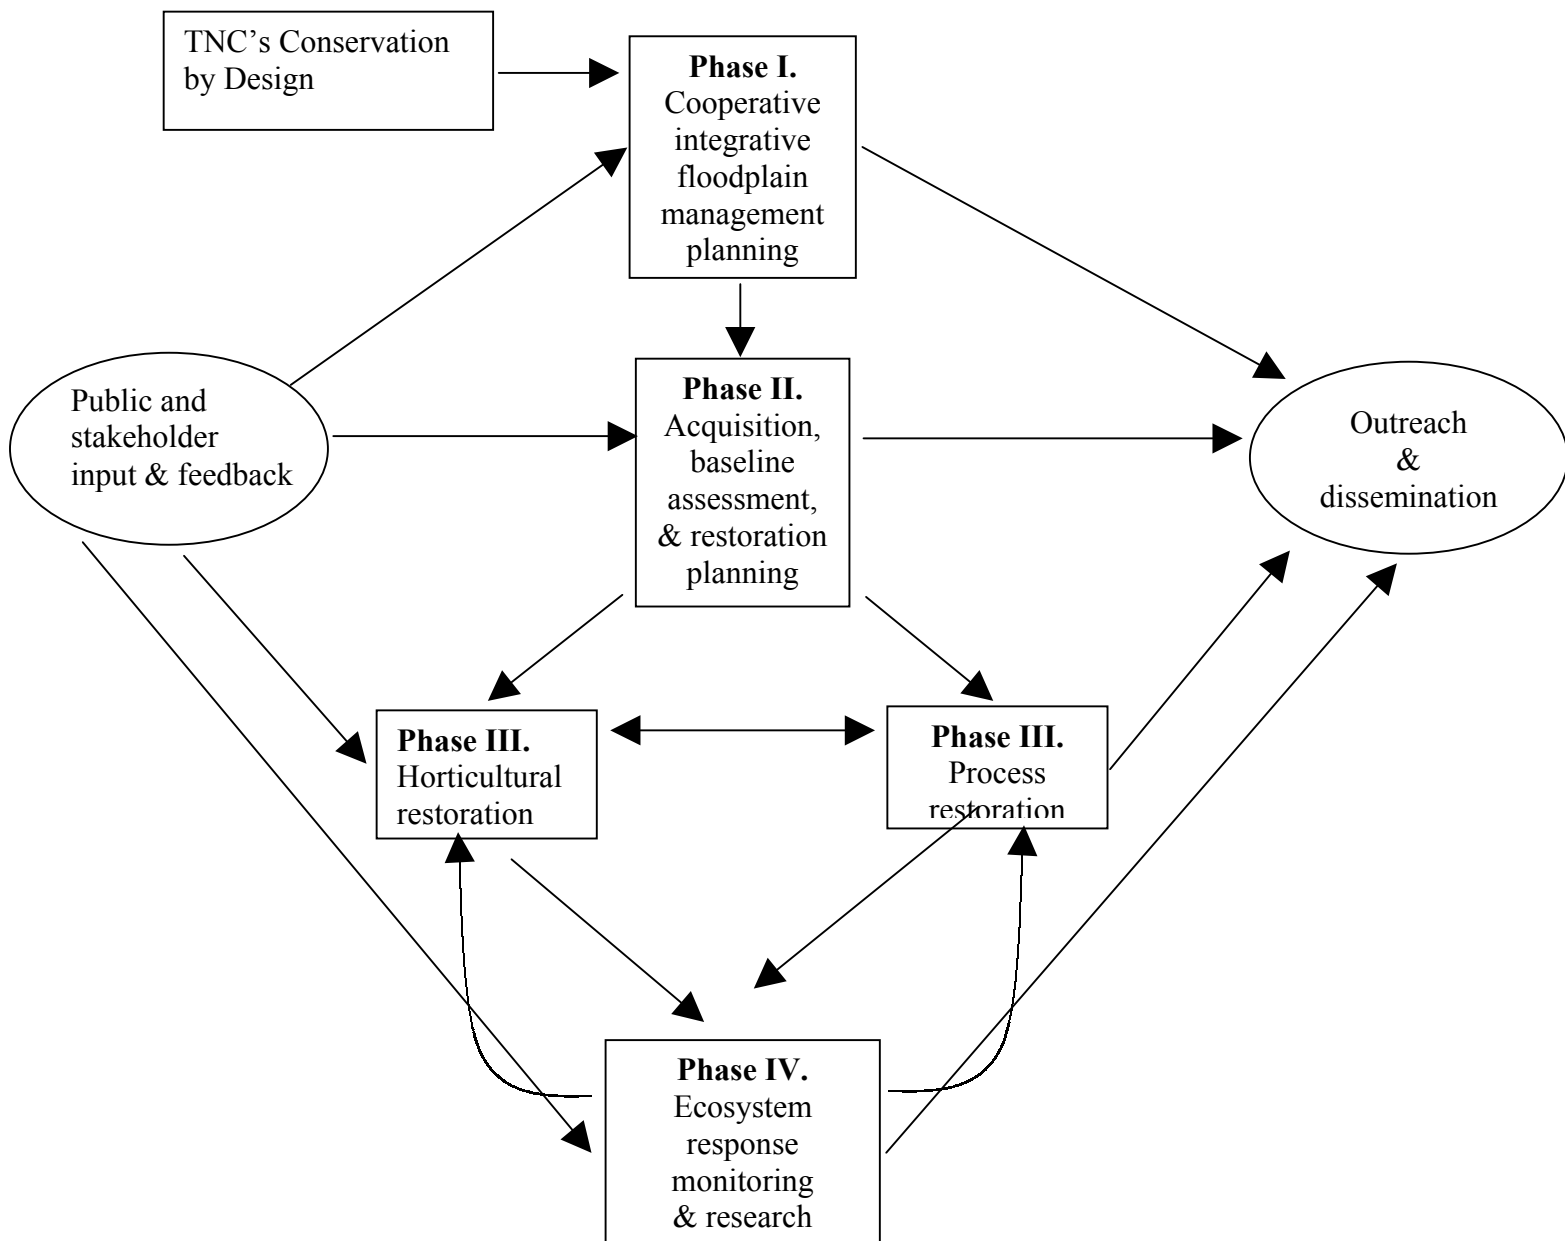 TNC’s Conservation
by Design
Phase I.
Cooperative
integrative
floodplain
management
planning
Public and
stakeholder
input & feedback
Phase II.
Acquisition,
baseline
assessment,
& restoration
planning
Outreach
&
dissemination
Phase III.
Horticultural
restoration
Phase III.
Process
restoration
Phase IV.
Ecosystem
response
monitoring
& research